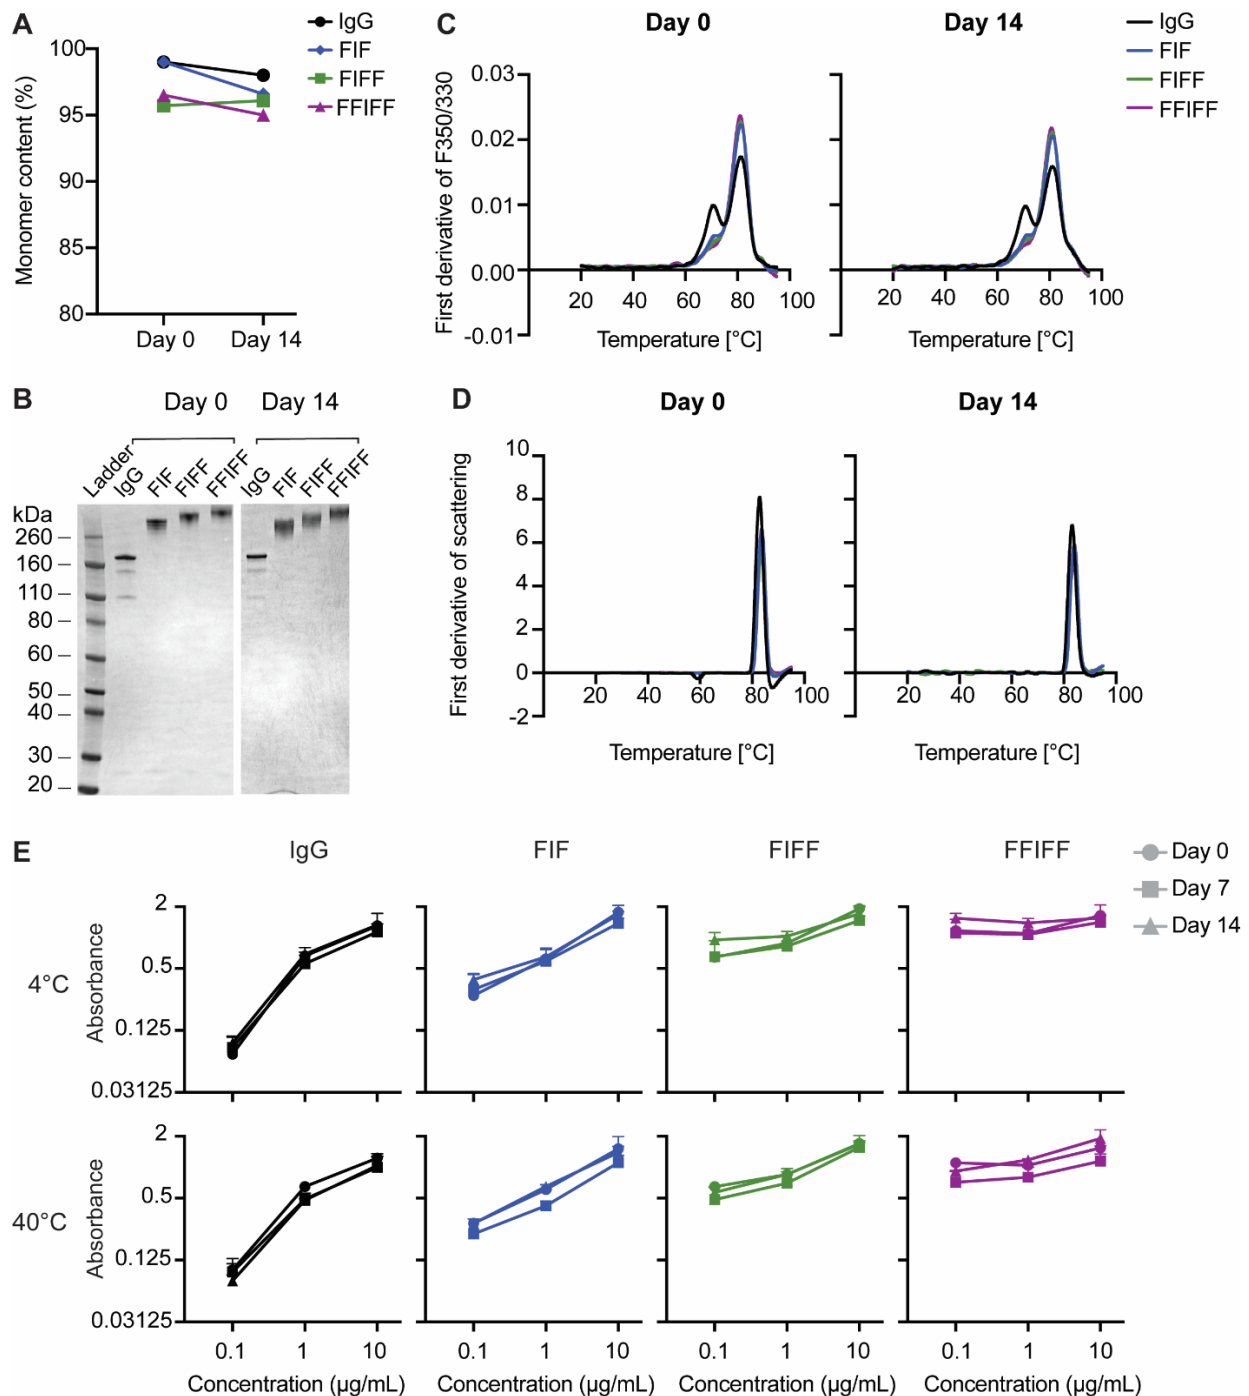 A
IgG
FIF
FIFF
FFIFF
Monomer content (%)
100
95
90
85
80
Day 0 Day 14
C
Day 0 Day 14
IgG
FIF
FIFF
FFIFF
First derivative of F350/330
0.03
0.02
0.01
0.00
-0.01
20 40 60 80 100
20 40 60 80 100
Temperature [°C] Temperature [°C]
B
Day 0 Day 14
Ladder IgG FIF FIFF FFIFF IgG FIF FIFF FFIFF
kDa
260
160
110
80
60
50
40
30
20
D
Day 0 Day 14
First derivative of scattering
10
8
6
4
2
0
-2
20 40 60 80 100
20 40 60 80 100
Temperature [°C] Temperature [°C]
E
IgG FIF FIFF FFIFF
Day 0
Day 7
Day 14
4°C
Absorbance
2
0.5
0.125
0.03125
40°C
Absorbance
2
0.5
0.125
0.03125
0.1 1 10 0.1 1 10 0.1 1 10 0.1 1 10
Concentration (µg/mL) Concentration (µg/mL) Concentration (µg/mL) Concentration (µg/mL)